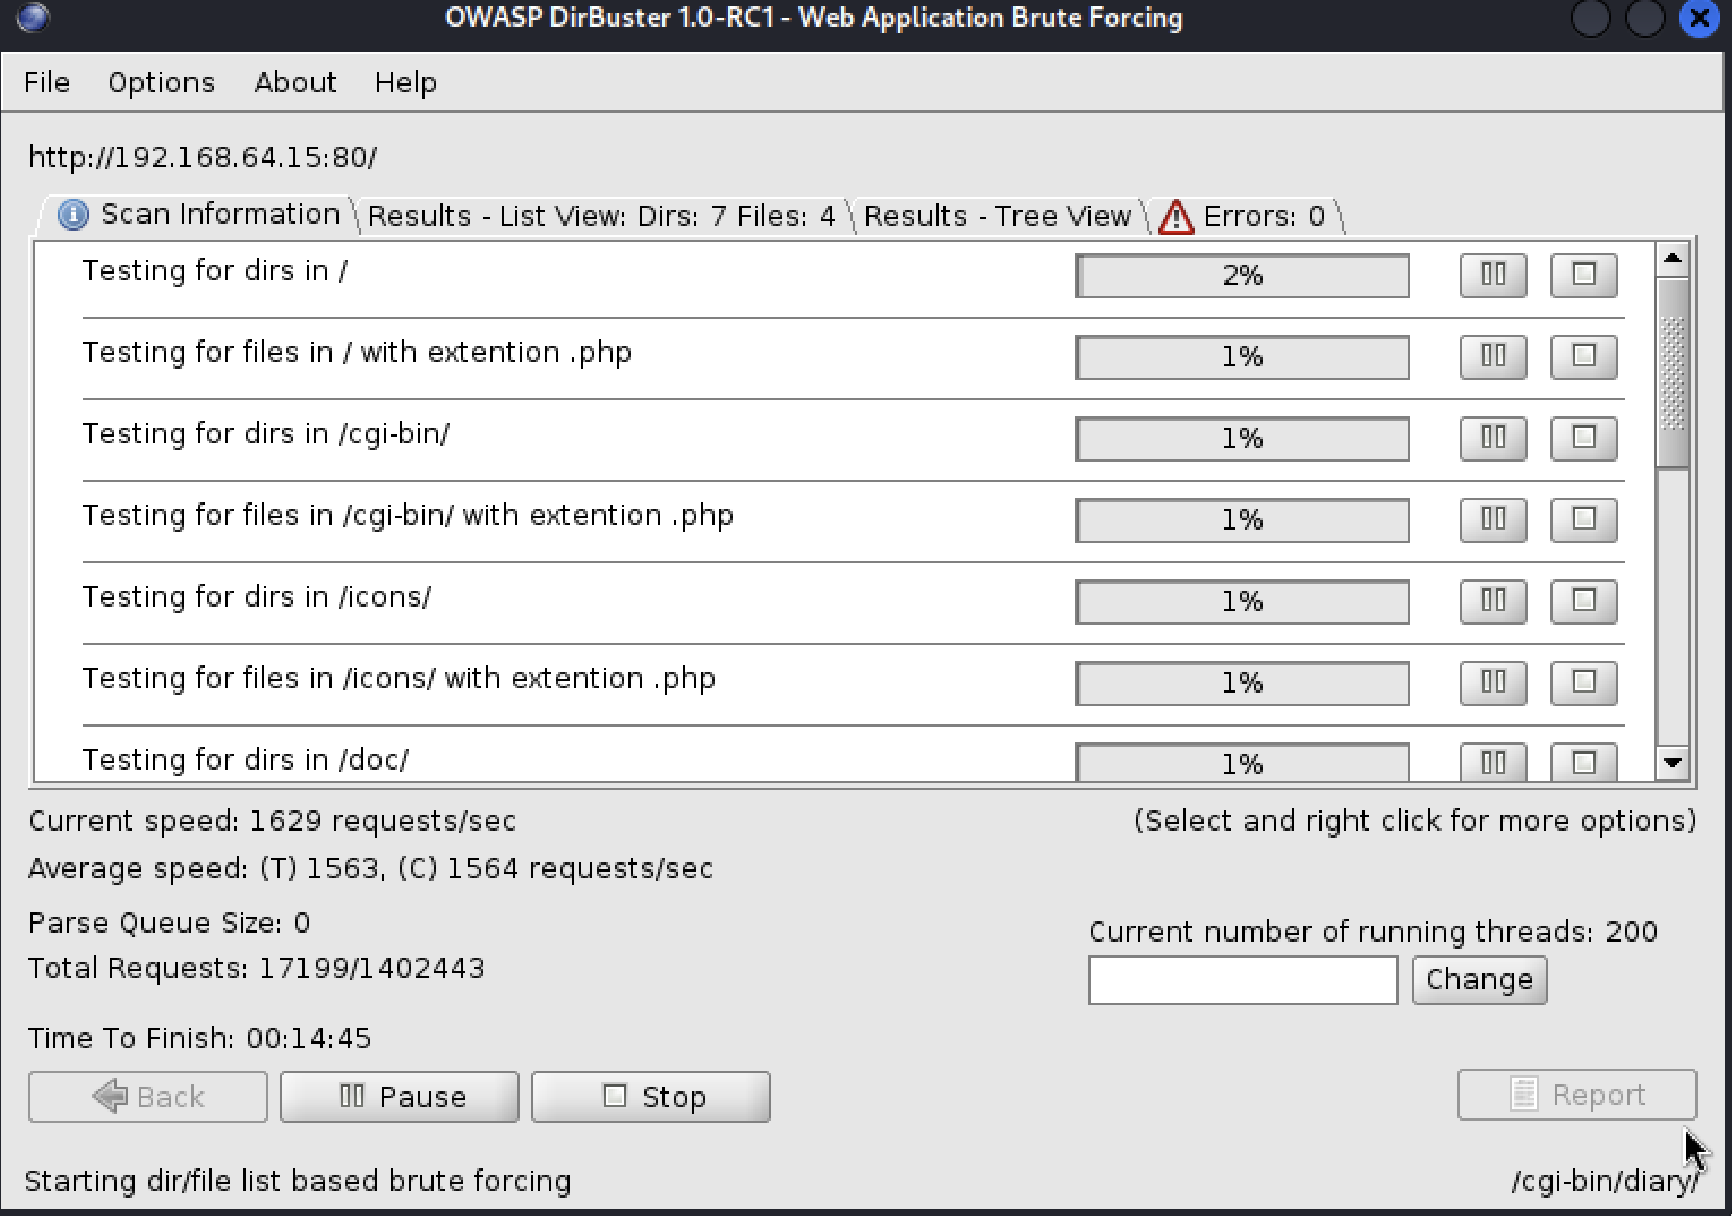 OWASP DirBuster 1.0-RC1 - Web Application Brute Forcing
File Options About Help
http://192.168.64.15:80/
Scan Information Results - List View: Dirs: 7 Files: 4 Results - Tree View Errors: 0
Testing for dirs in / 2%
Testing for files in / with extention .php 1%
Testing for dirs in /cgi-bin/ 1%
Testing for files in /cgi-bin/ with extention .php 1%
Testing for dirs in /icons/ 1%
Testing for files in /icons/ with extention .php 1%
Testing for dirs in /doc/ 1%
Current speed: 1629 requests/sec (Select and right click for more options)
Average speed: (T) 1563, (C) 1564 requests/sec
Parse Queue Size: 0
Current number of running threads: 200
Total Requests: 17199/1402443
Change
Time To Finish: 00:14:45
Back Pause Stop Report
Starting dir/file list based brute forcing /cgi-bin/diary/